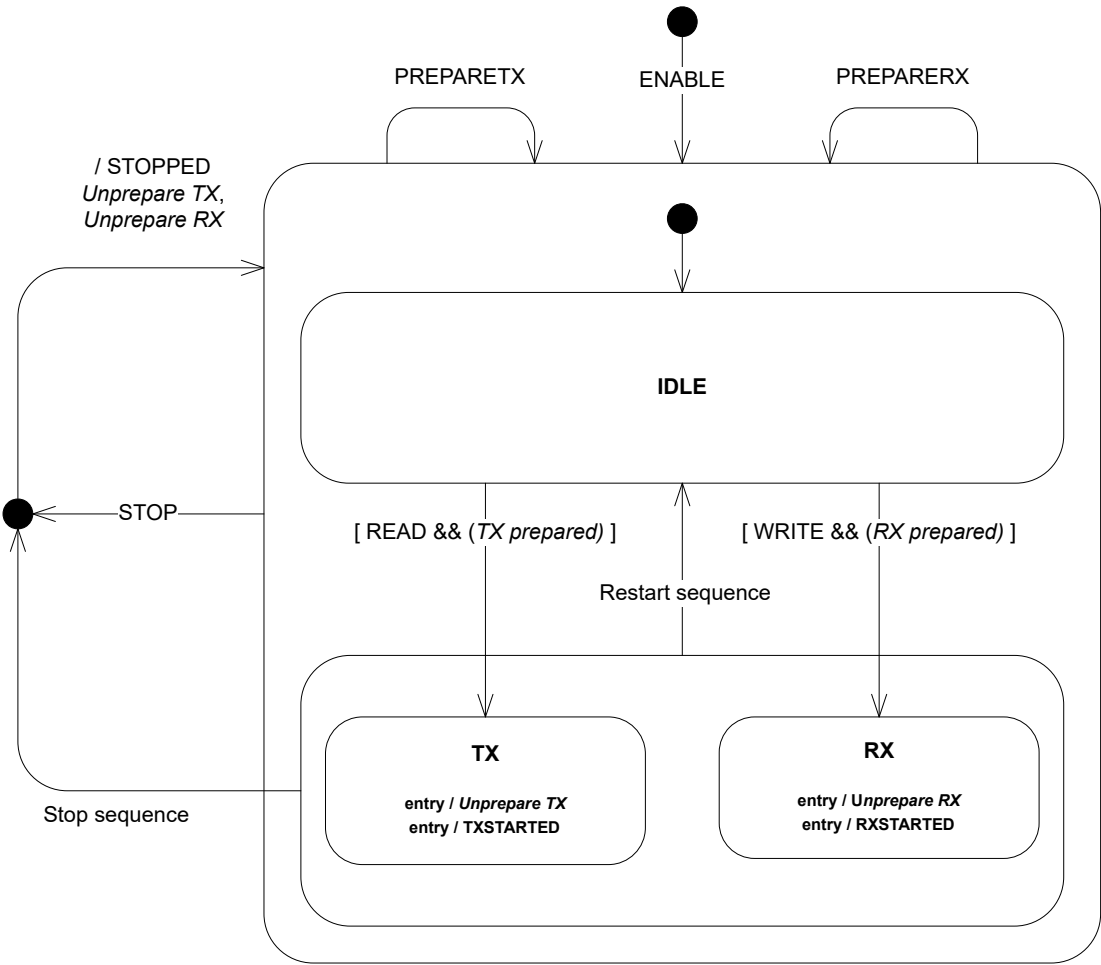 PREPARETX
ENABLE
PREPARERX
/ STOPPED
Unprepare TX,
Unprepare RX
IDLE
STOP
[ READ && (TX prepared) ]
[ WRITE && (RX prepared) ]
Restart sequence
TX
entry / Unprepare TX
entry / TXSTARTED
RX
entry / Unprepare RX
entry / RXSTARTED
Stop sequence